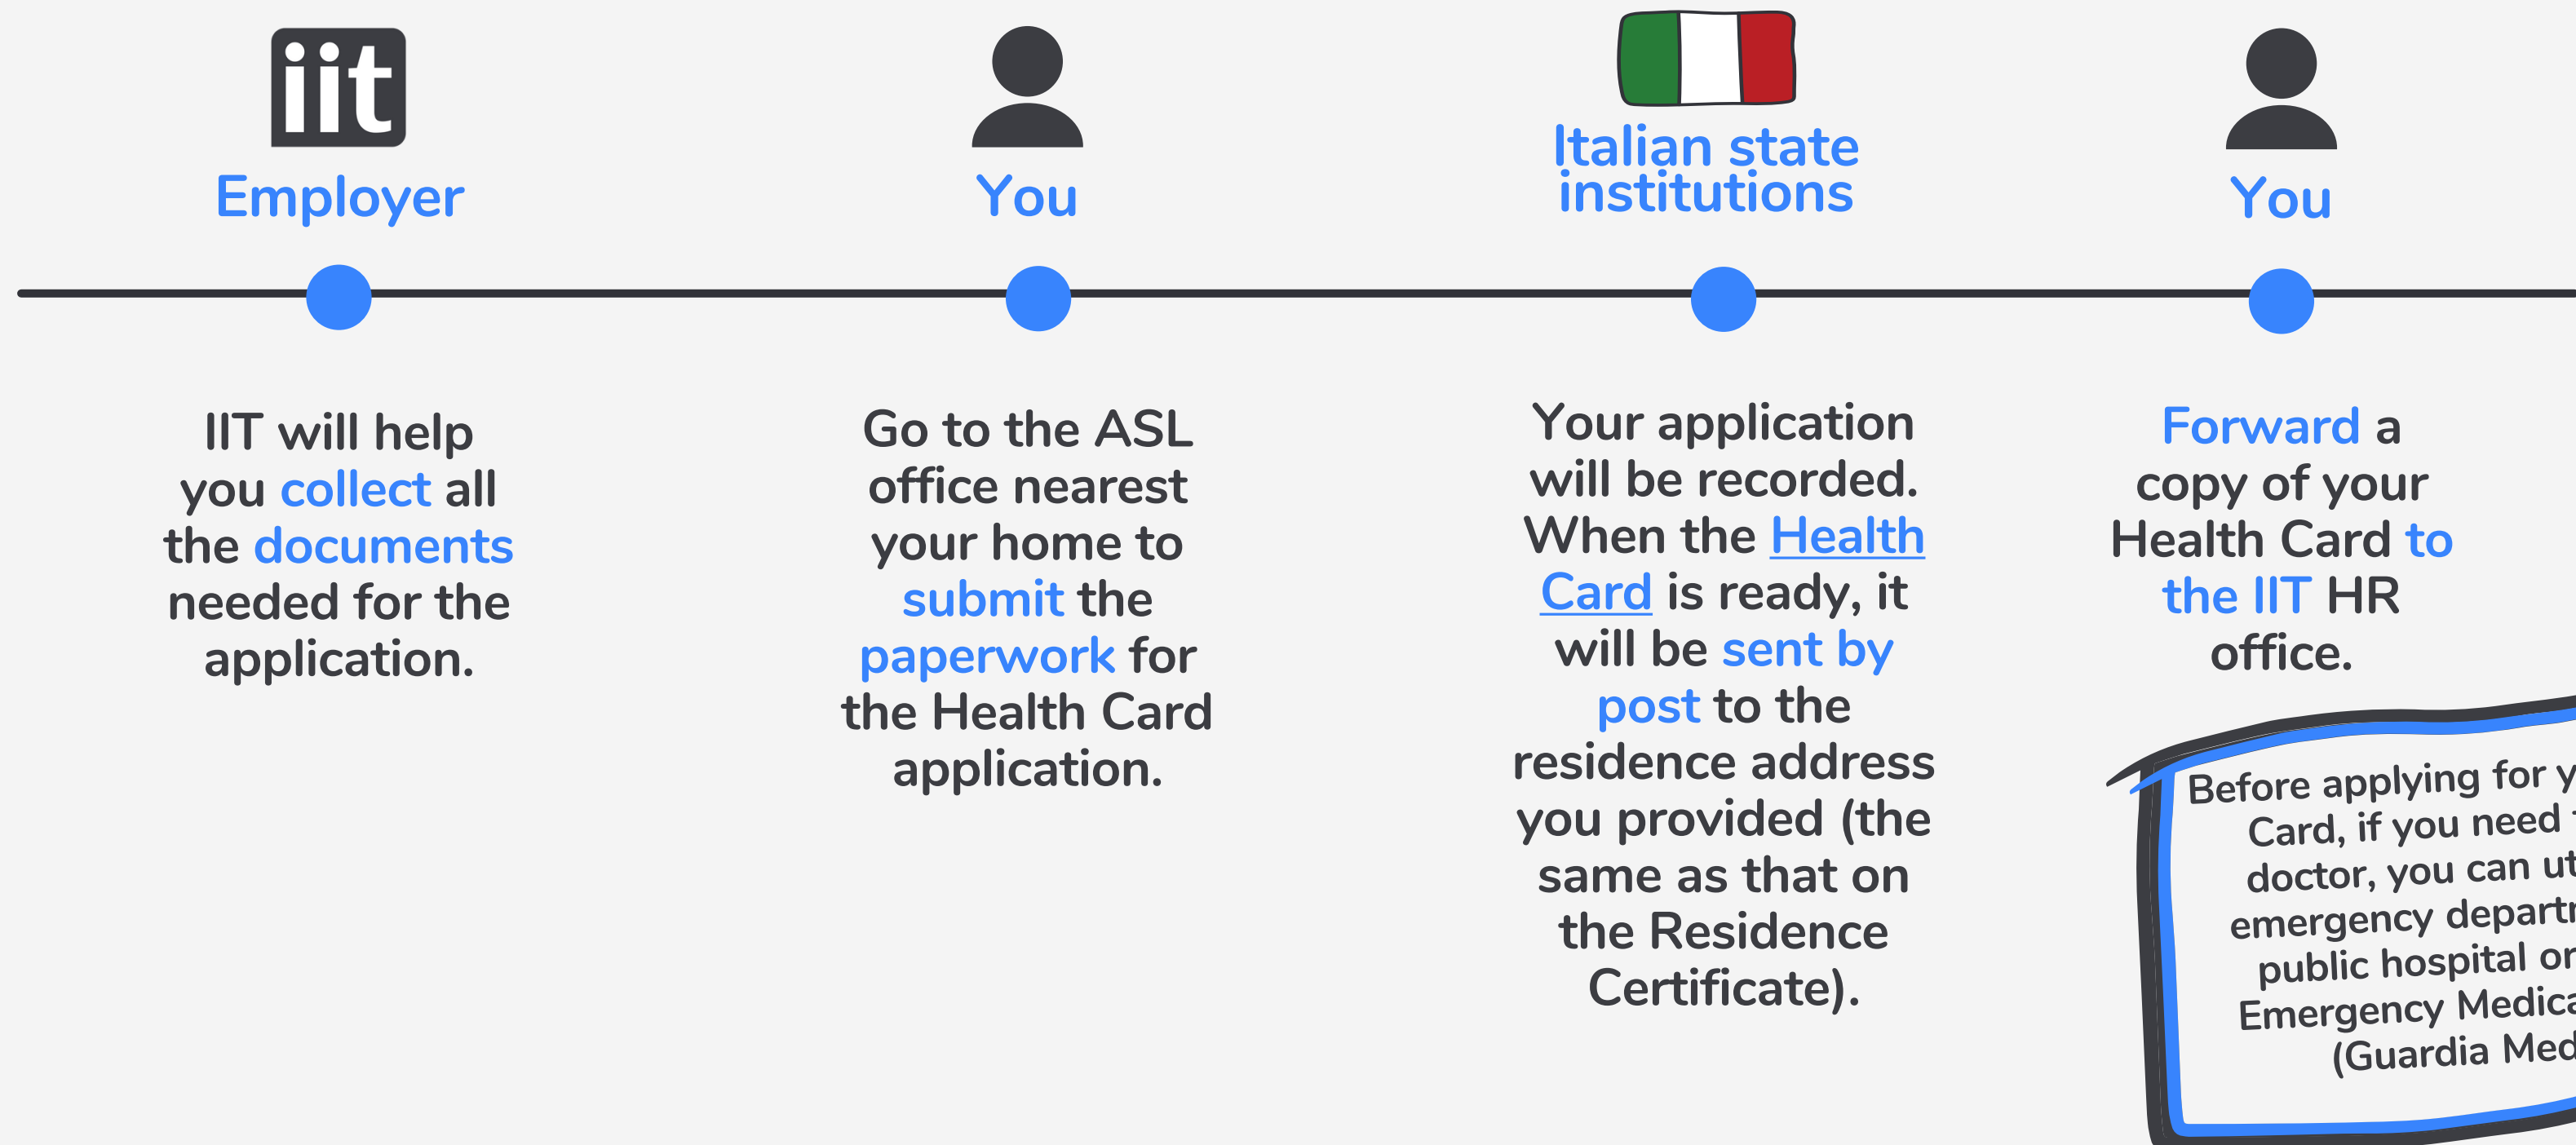 iit
Employer
IIT will help
you collect all
the documents
needed for the
application.
You
Go to the ASL
office nearest
your home to
submit the
paperwork for
the Health Card
application.
Italian state
institutions
Your application
will be recorded.
When the Health
Card is ready, it
will be sent by
post to the
residence address
you provided (the
same as that on
the Residence
Certificate).
You
Forward a
copy of your
Health Card to
the IIT HR
office.
Before applying for
Card, if you need
doctor, you can
emergency
public hospital or
Emergency
(Guardia